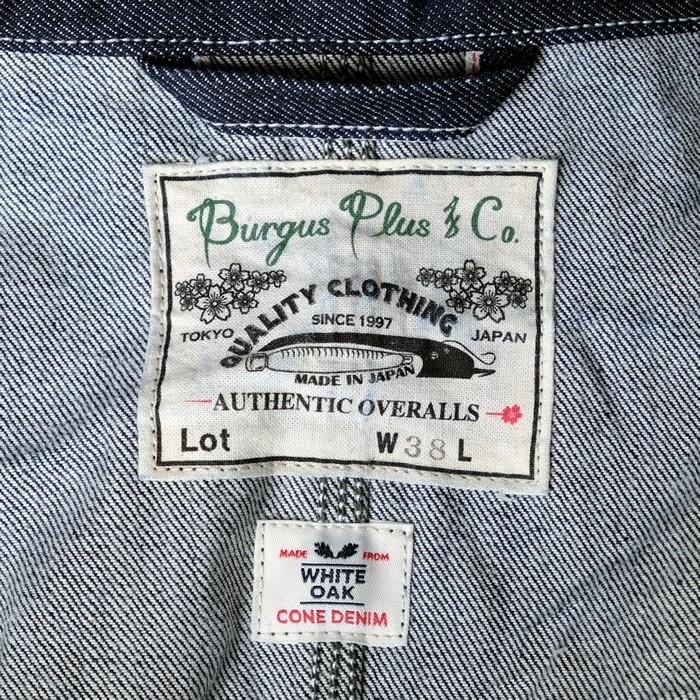 Burgus Plus & Co.
QUALITY CLOTHING
SINCE 1997
TOKYO JAPAN
MADE IN JAPAN
AUTHENTIC OVERALLS
Lot W 38 L
MADE FROM
WHITE
OAK
CONE DENIM